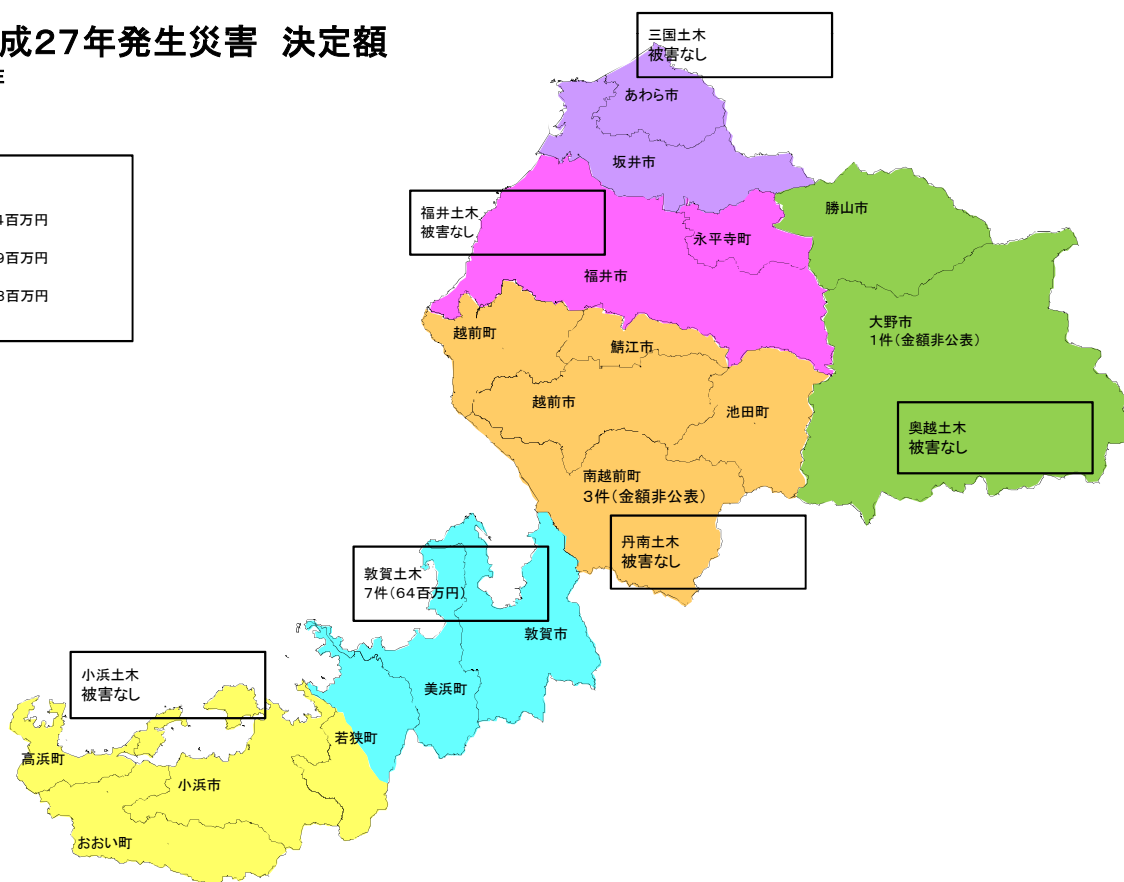 成27年発生災害 決定額
三国土木
被害なし
あわら市
坂井市
百万円
百万円
百万円
福井土木
被害なし
永平寺町
福井市
勝山市
大野市
1件(金額非公表)
越前町
鯖江市
越前市
池田町
奥越土木
被害なし
南越前町
3件(金額非公表)
丹南土木
被害なし
敦賀土木
7件(64百万円)
敦賀市
美浜町
若狭町
小浜土木
被害なし
高浜町
小浜市
おおい町